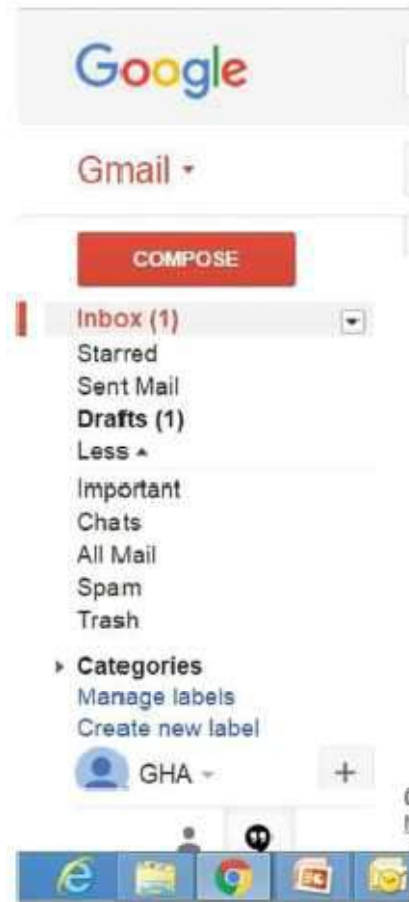 Google
Gmail
COMPOSE
Inbox (1)
Starred
Sent Mail
Drafts (1)
Less
Important
Chats
All Mail
Spam
Trash
Categories
Manage labels
Create new label
GHA
+